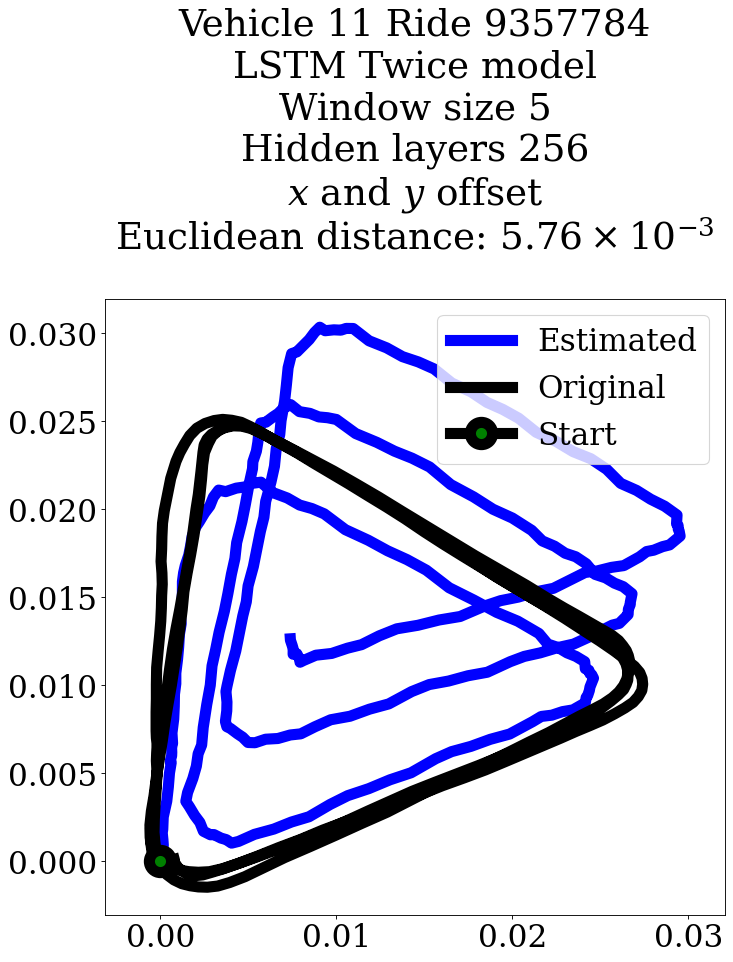 Vehicle 11 Ride 9357784
LSTM Twice model
Window size 5
Hidden layers 256
x and y offset
Euclidean distance: 5.76 × 10⁻³
Estimated
Original
Start
0.030
0.025
0.020
0.015
0.010
0.005
0.000
0.00 0.01 0.02 0.03